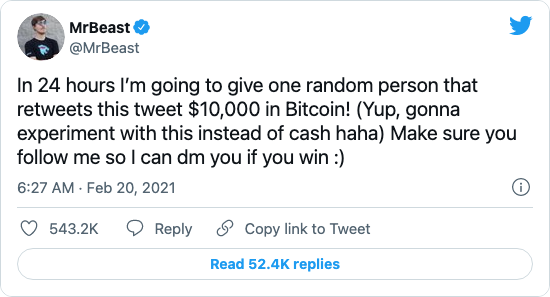 MrBeast
@MrBeast
In 24 hours I’m going to give one random person that
retweets this tweet $10,000 in Bitcoin! (Yup, gonna
experiment with this instead of cash haha) Make sure you
follow me so I can dm you if you win :)
6:27 AM · Feb 20, 2021
543.2K Reply Copy link to Tweet
Read 52.4K replies